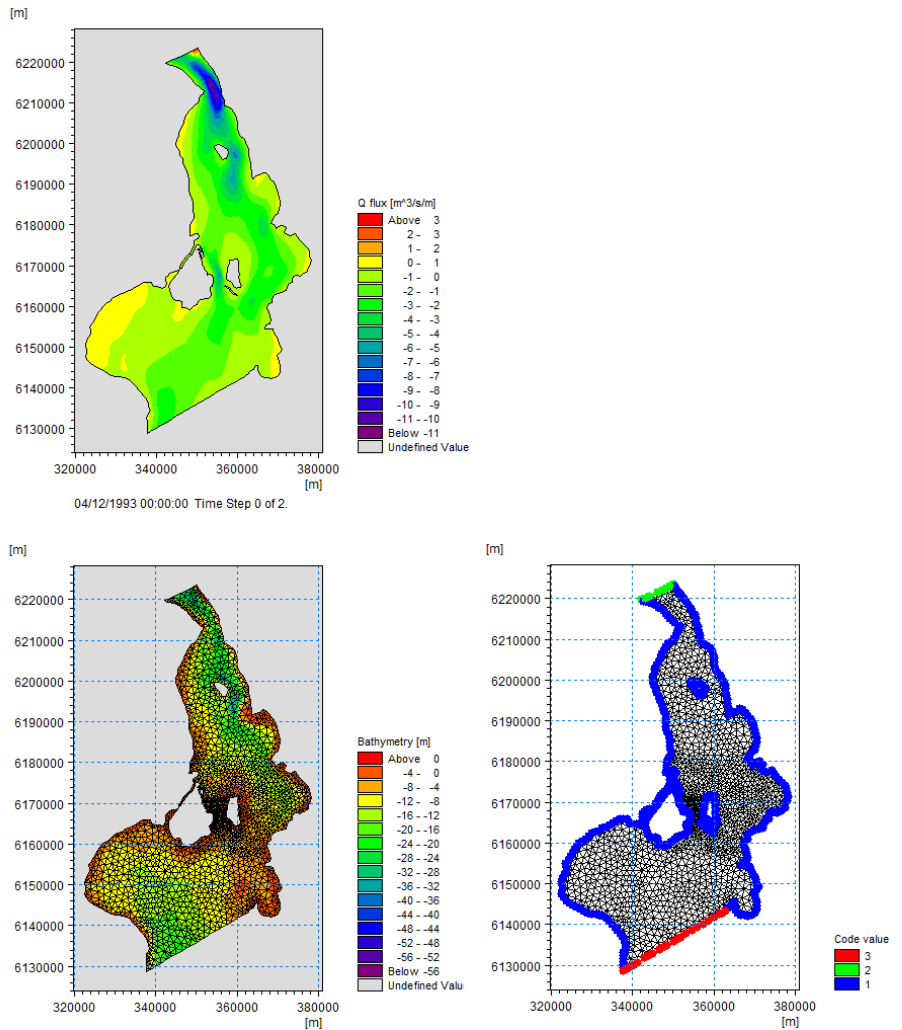 [m]
6220000
6210000
6200000
6190000
6180000
6170000
6160000
6150000
6140000
6130000
320000 340000 360000 380000
[m]
04/12/1993 00:00:00 Time Step 0 of 2.
Q flux [m^3/s/m]
Above 3
2 - 3
1 - 2
0 - 1
-1 - 0
-2 - -1
-3 - -2
-4 - -3
-5 - -4
-6 - -5
-7 - -6
-8 - -7
-9 - -8
-10 - -9
-11 - -10
Below -11
Undefined Value
[m]
6220000
6210000
6200000
6190000
6180000
6170000
6160000
6150000
6140000
6130000
320000 340000 360000 380000
[m]
Bathymetry [m]
Above 0
-4 - 0
-8 - -4
-12 - -8
-16 - -12
-20 - -16
-24 - -20
-28 - -24
-32 - -28
-36 - -32
-40 - -36
-44 - -40
-48 - -44
-52 - -48
-56 - -52
Below -56
Undefined Valu
[m]
6220000
6210000
6200000
6190000
6180000
6170000
6160000
6150000
6140000
6130000
320000 340000 360000 380000
[m]
Code value
3
2
1